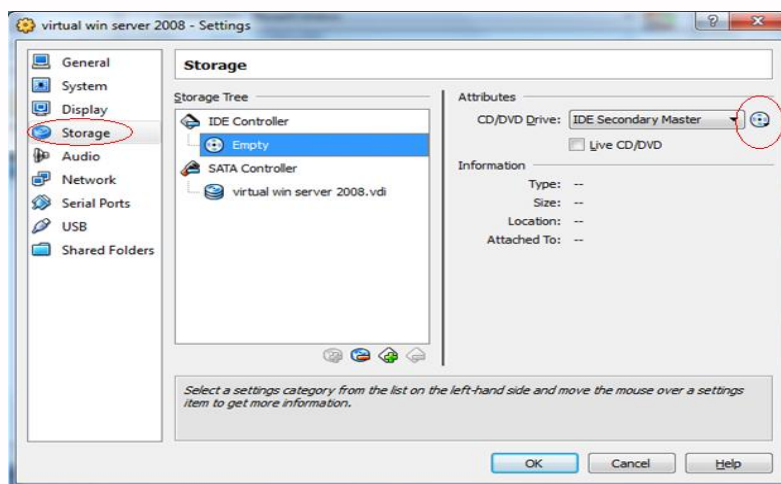 virtual win server 2008 - Settings
General
System
Display
Storage
Audio
Network
Serial Ports
USB
Shared Folders
Storage
Storage Tree
IDE Controller
Empty
SATA Controller
virtual win server 2008.vdi
Attributes
CD/DVD Drive: IDE Secondary Master
Live CD/DVD
Information
Type: --
Size: --
Location: --
Attached To: --
Select a settings category from the list on the left-hand side and move the mouse over a settings
item to get more information.
OK Cancel Help